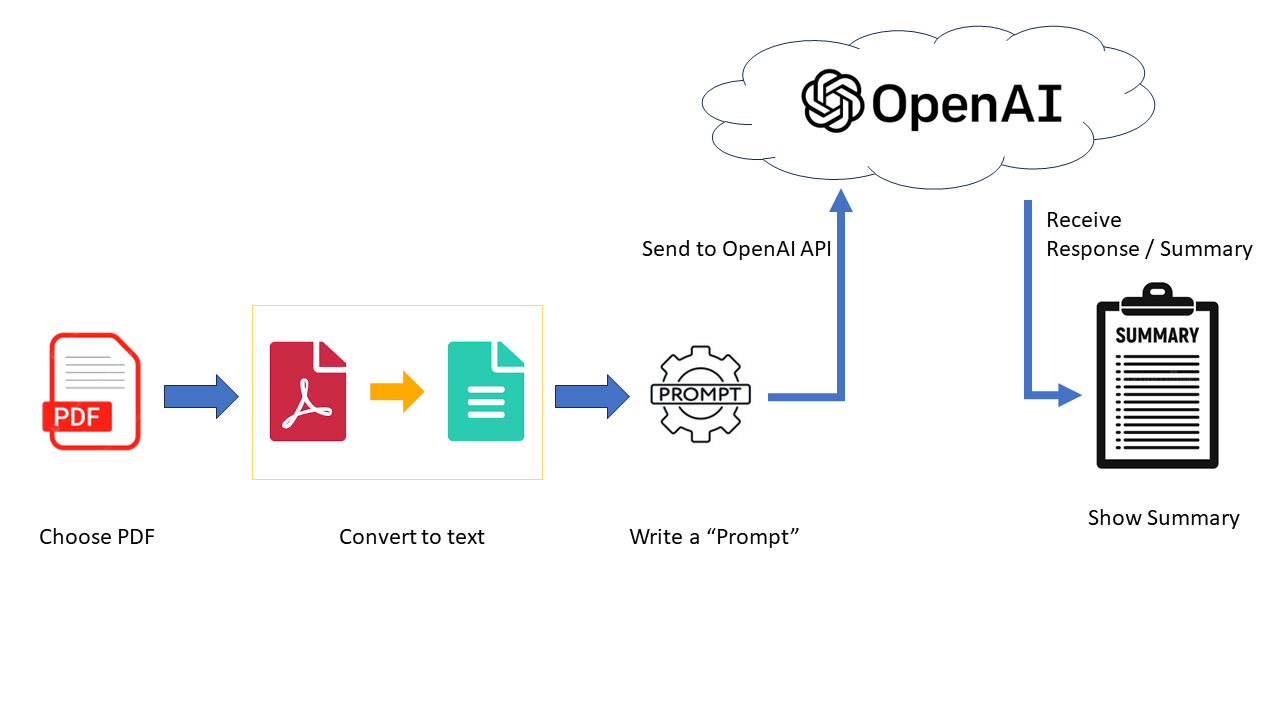 OpenAI
Send to OpenAI API
Receive
Response / Summary
SUMMARY
PDF
PROMPT
Choose PDF
Convert to text
Write a “Prompt”
Show Summary